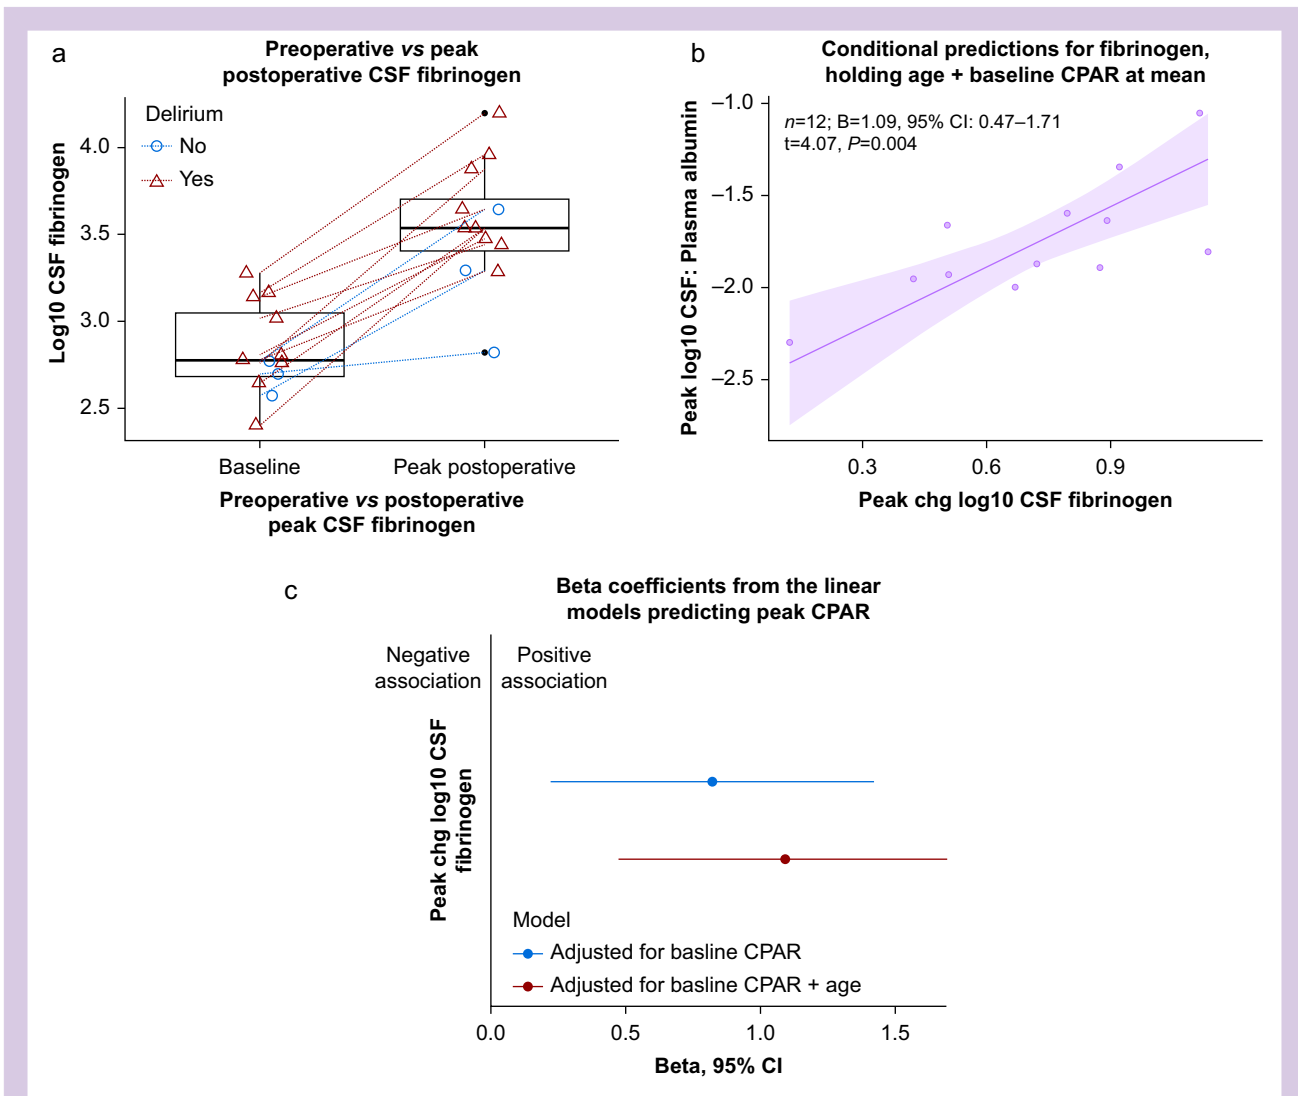 a
Preoperative vs peak
postoperative CSF fibrinogen
Delirium
No
Yes
Log10 CSF fibrinogen
4.0
3.5
3.0
2.5
Baseline
Peak postoperative
Preoperative vs postoperative
peak CSF fibrinogen
b
Conditional predictions for fibrinogen,
holding age + baseline CPAR at mean
n=12; B=1.09, 95% CI: 0.47–1.71
t=4.07, P=0.004
Peak log10 CSF: Plasma albumin
–1.0
–1.5
–2.0
–2.5
0.3
0.6
0.9
Peak chg log10 CSF fibrinogen
c
Beta coefficients from the linear
models predicting peak CPAR
Negative
association
Positive
association
Peak chg log10 CSF
fibrinogen
Model
Adjusted for basline CPAR
Adjusted for basline CPAR + age
0.0
0.5
1.0
1.5
Beta, 95% CI